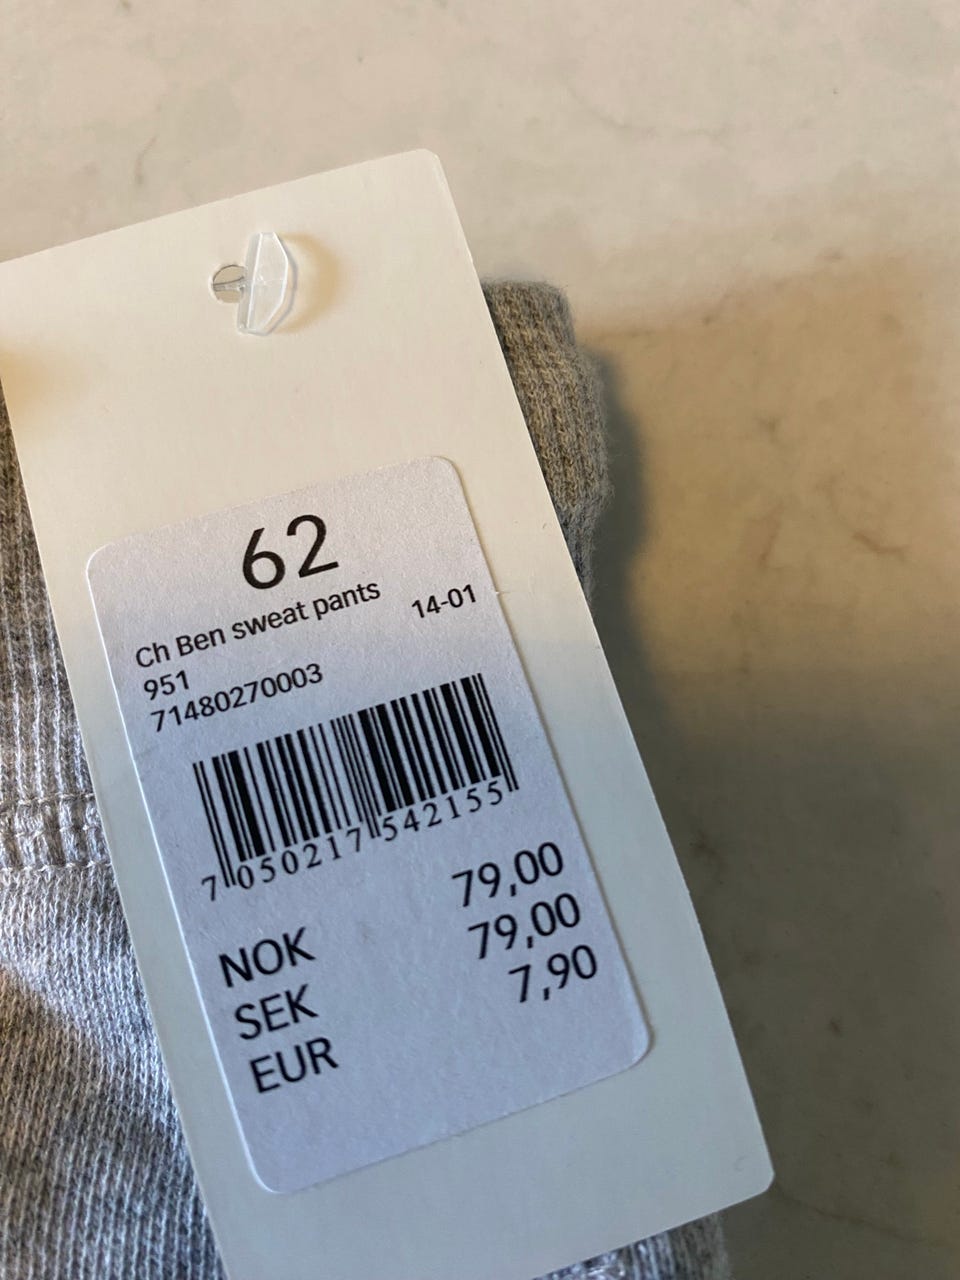 62
Ch Ben sweat pants 14-01
951
71480270003
7 050217 542155
NOK 79,00
SEK 79,00
EUR 7,90